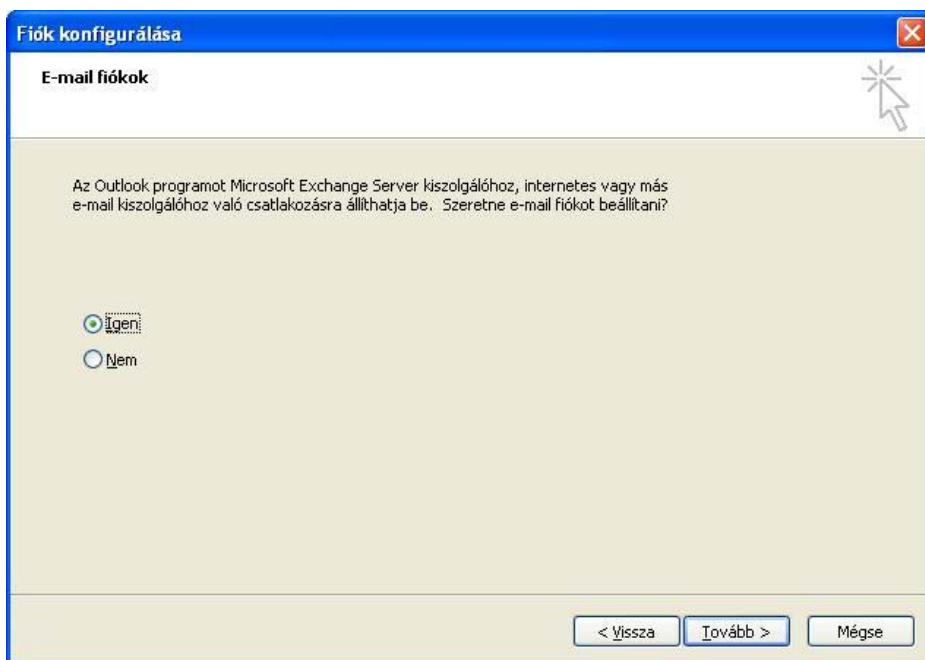 Fiók konfigurálása
E-mail fiókok
Az Outlook programot Microsoft Exchange Server kiszolgálóhoz, internetes vagy más
e-mail kiszolgálóhoz való csatlakozásra állíthatja be. Szeretne e-mail fiókot beállítani?
Igen
Nem
< Vissza
Tovább >
Mégse